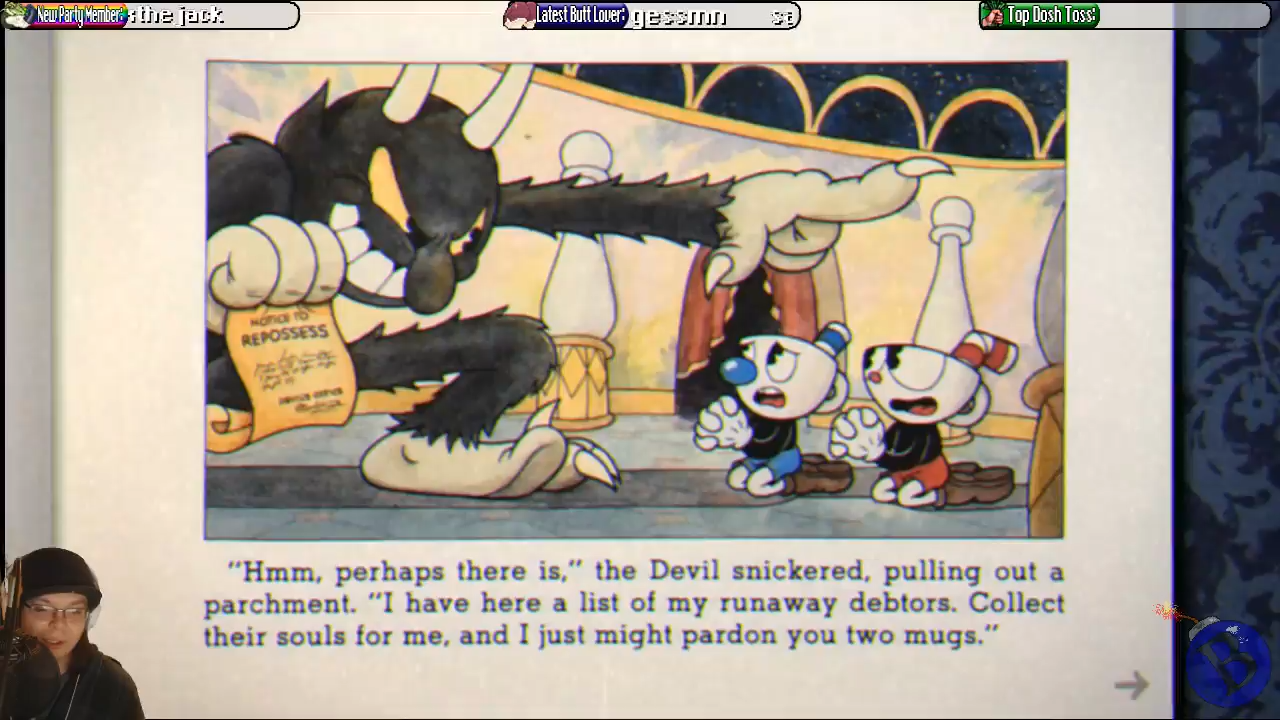 New Party Member: the jack
Latest Butt Lover: gessmn
Top Dosh Toss:
NOTICE TO
REPOSSESS
"Hmm, perhaps there is," the Devil snickered, pulling out a
parchment. "I have here a list of my runaway debtors. Collect
their souls for me, and I just might pardon you two mugs."
B